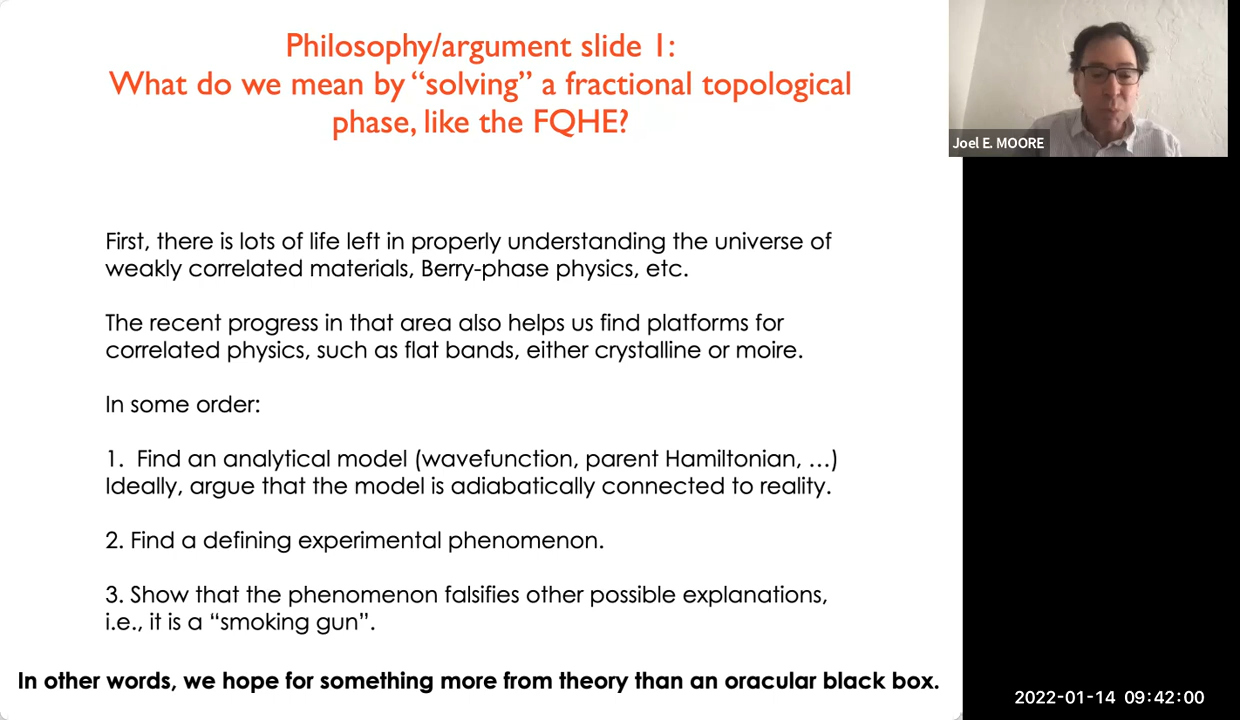 Philosophy/argument slide 1:
What do we mean by “solving” a fractional topological
phase, like the FQHE?
Joel E. MOORE
First, there is lots of life left in properly understanding the universe of
weakly correlated materials, Berry-phase physics, etc.
The recent progress in that area also helps us find platforms for
correlated physics, such as flat bands, either crystalline or moire.
In some order:
1.  Find an analytical model (wavefunction, parent Hamiltonian, …)
Ideally, argue that the model is adiabatically connected to reality.
2. Find a defining experimental phenomenon.
3. Show that the phenomenon falsifies other possible explanations,
i.e., it is a “smoking gun”.
In other words, we hope for something more from theory than an oracular black box.
2022-01-14 09:42:00